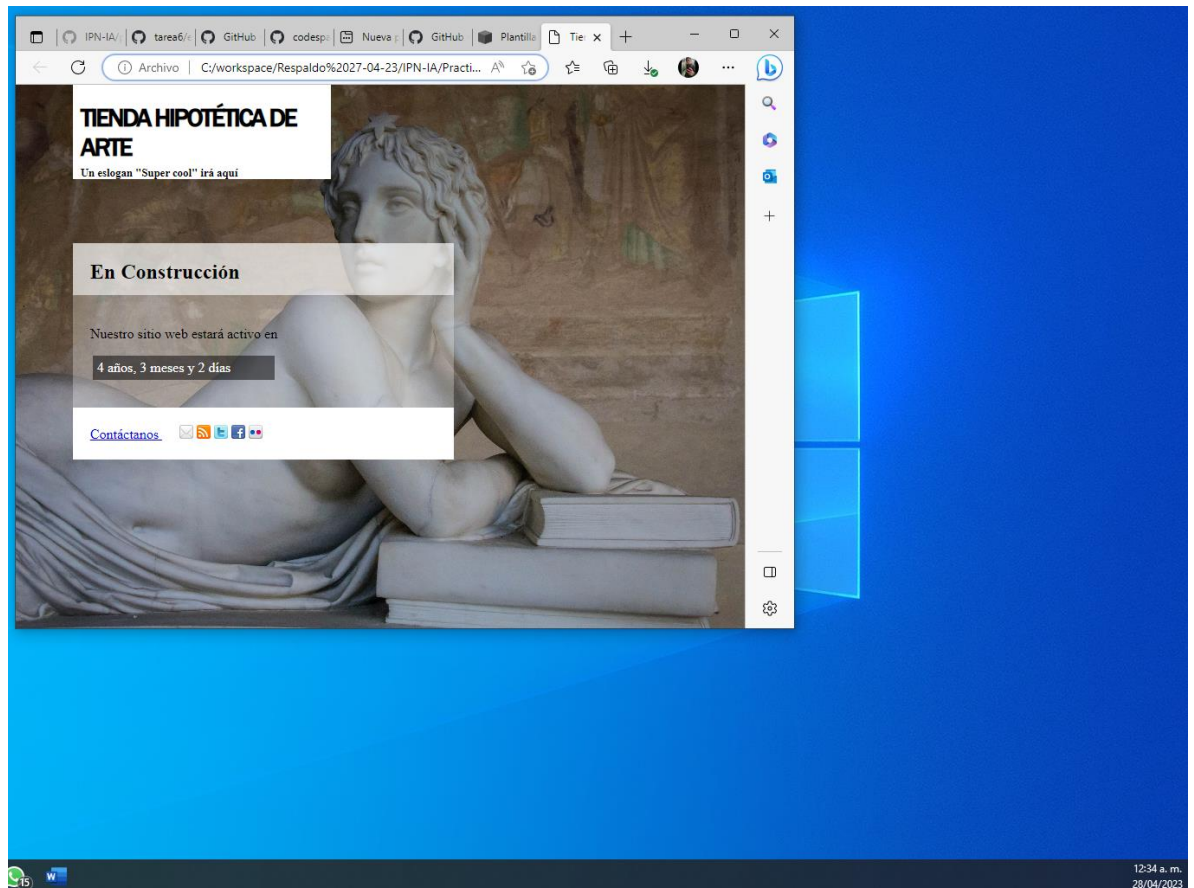 IPN-IA/
tarea6/
GitHub
codesp
Nueva
GitHub
Plantilla
Tie
Archivo
C:/workspace/Respaldo%2027-04-23/IPN-IA/Practi...
TIENDA HIPOTÉTICA DE
ARTE
Un eslogan "Super cool" irá aquí
En Construcción
Nuestro sitio web estará activo en
4 años, 3 meses y 2 días
Contáctanos
15
W
12:34 a. m.
28/04/2023